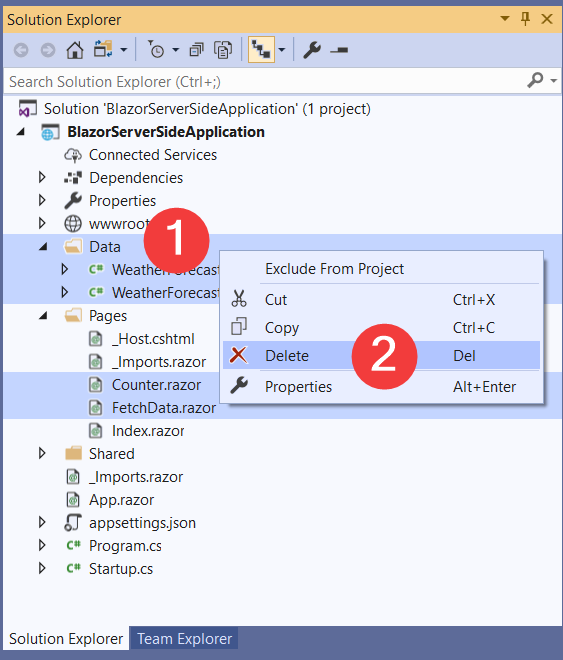 Solution Explorer
Search Solution Explorer (Ctrl+;)
Solution 'BlazorServerSideApplication' (1 project)
BlazorServerSideApplication
Connected Services
Dependencies
Properties
wwwroot
1
Data
WeatherForecast
WeatherForecast
Exclude From Project
Cut Ctrl+X
Copy Ctrl+C
Delete 2 Del
Properties Alt+Enter
Pages
_Host.cshtml
_Imports.razor
Counter.razor
FetchData.razor
Index.razor
Shared
_Imports.razor
App.razor
appsettings.json
C# Program.cs
C# Startup.cs
Solution Explorer Team Explorer